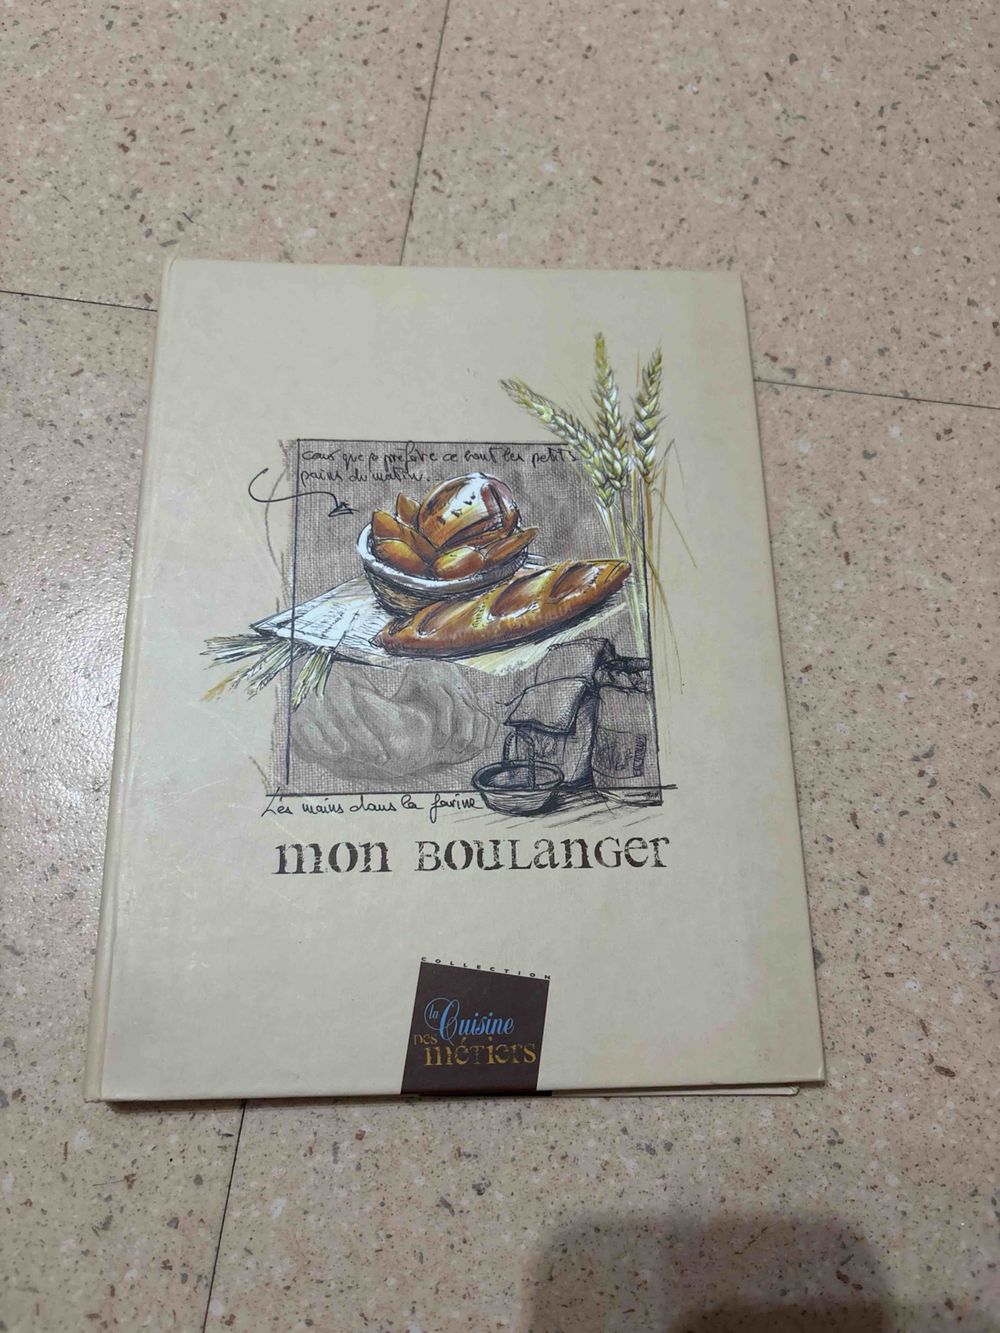 ceux que je préfère ce sont les petits
pains du matin.
Les mains dans la farine
mon BOULanGer
COLLECTION
La Cuisine
DES métiers